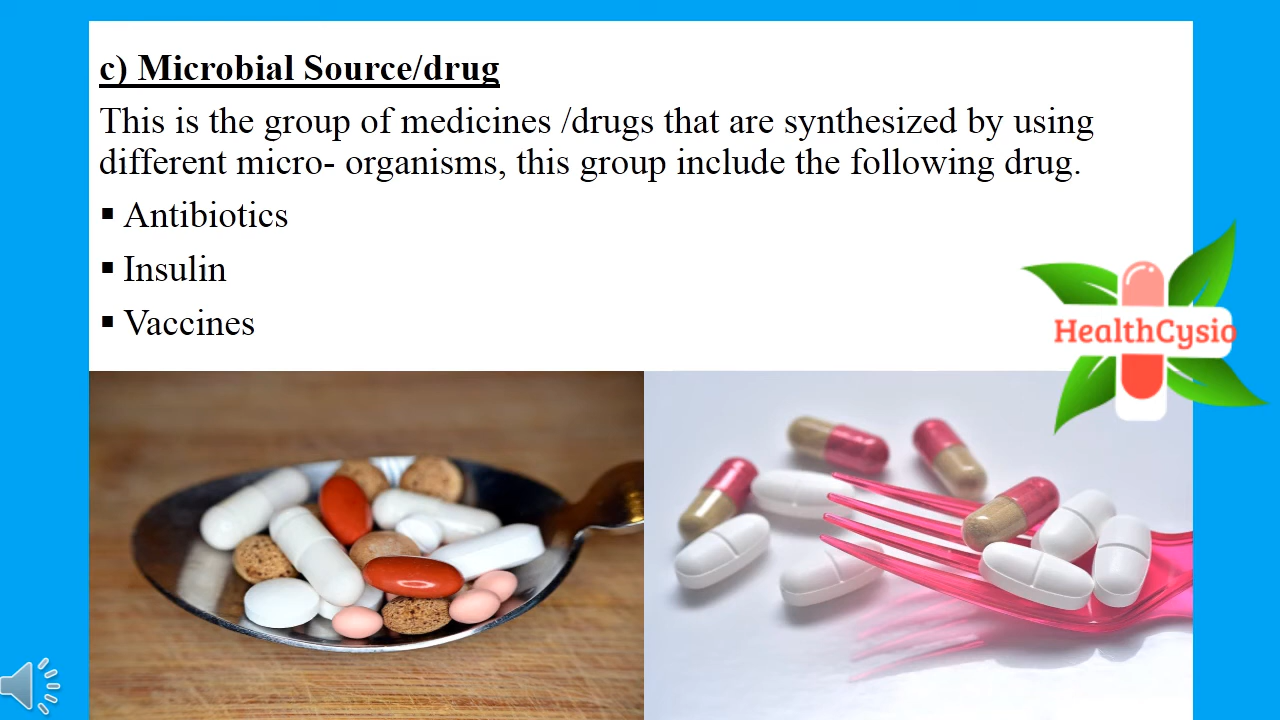 c) Microbial Source/drug
This is the group of medicines /drugs that are synthesized by using
different micro- organisms, this group include the following drug.
▪ Antibiotics
▪ Insulin
▪ Vaccines
HealthCysio